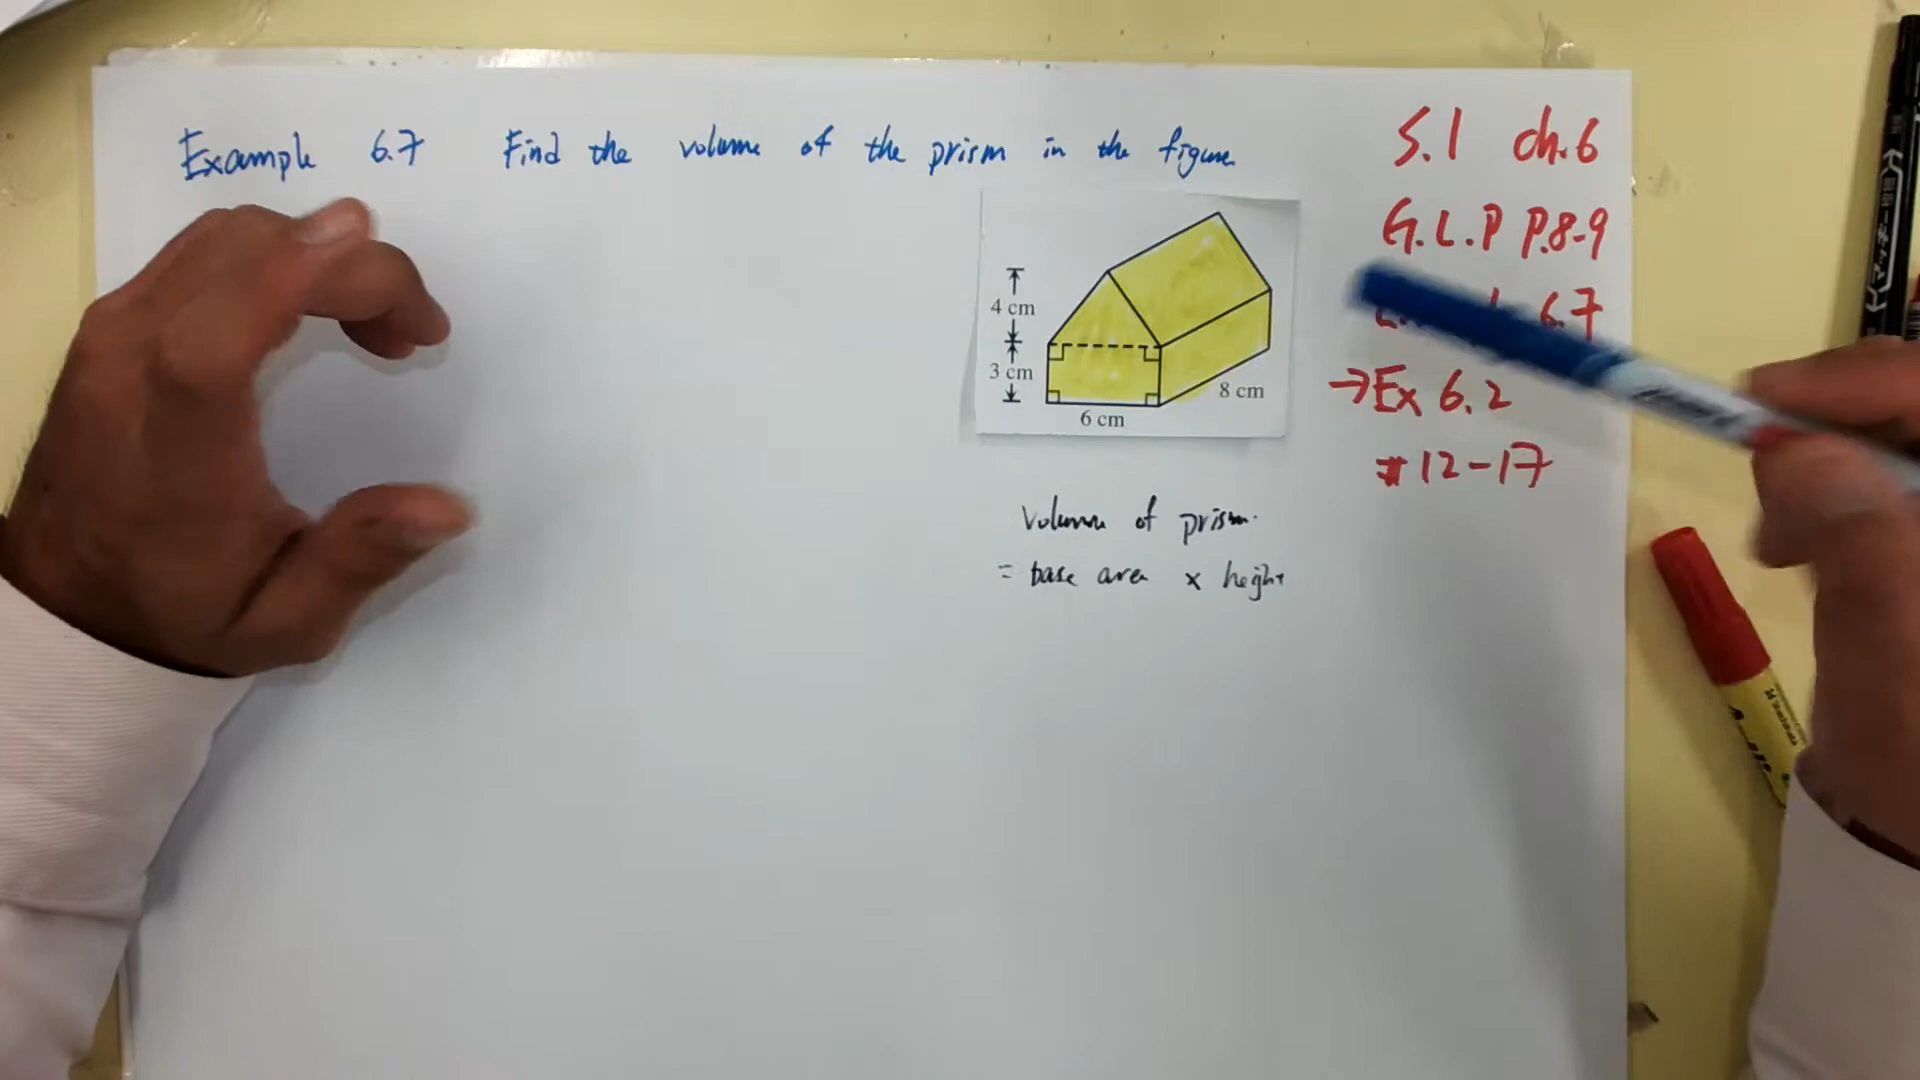 Example 6.7 Find the volume of the prism in the figure
4 cm
3 cm
6 cm
8 cm
Volume of prism.
= base area x height
S.1 ch.6
G.L.P P.8-9
6.7
→Ex 6.2
#12-17